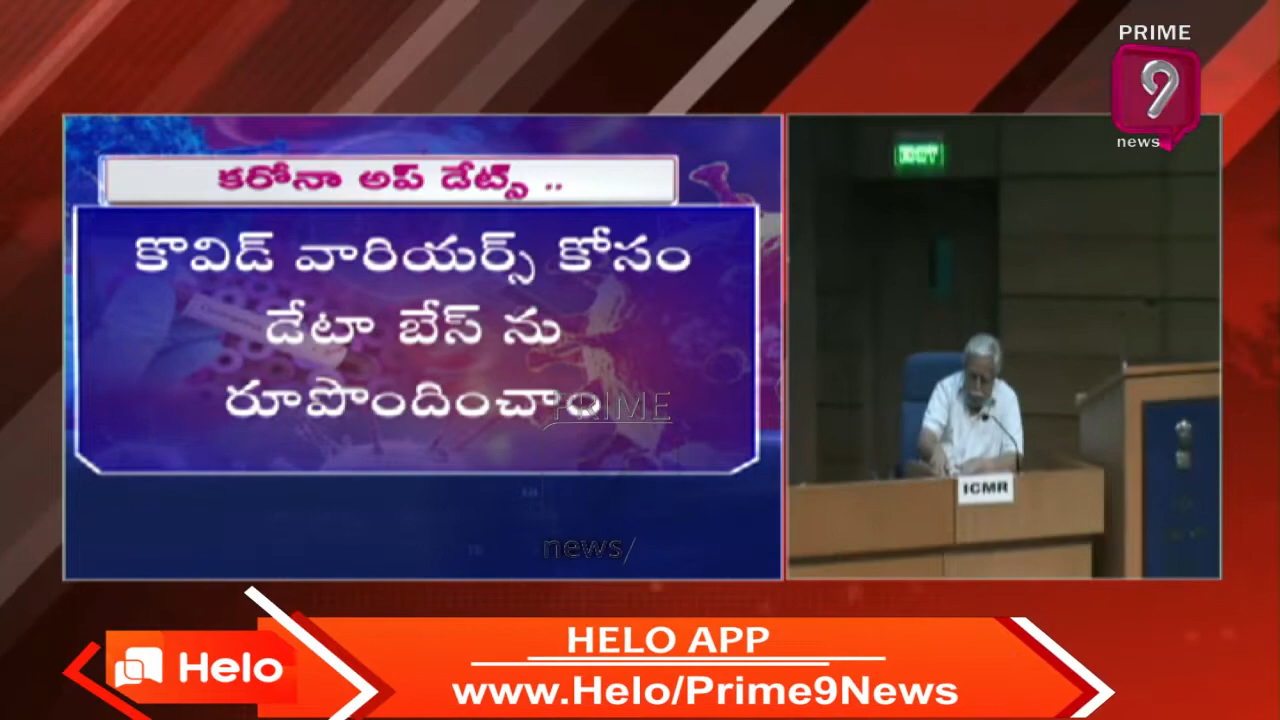 PRIME
9
news
కరోనా అప్ డేట్స్ ..
కొవిడ్ వారియర్స్ కోసం
డేటా బేస్ ను
రూపొందించాం
PRIME
news/
EXIT
ICMR
Helo
HELO APP
www.Helo/Prime9News